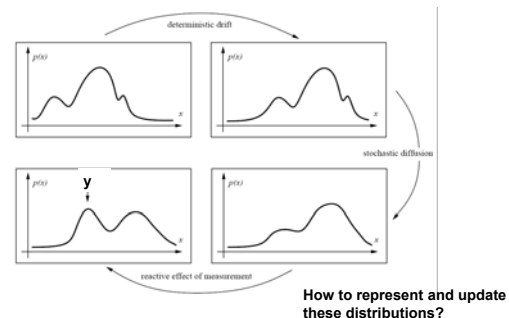 deterministic drift
p(x)
x
p(x)
x
stochastic diffusion
p(x)
y
x
p(x)
x
reactive effect of measurement
How to represent and update
these distributions?